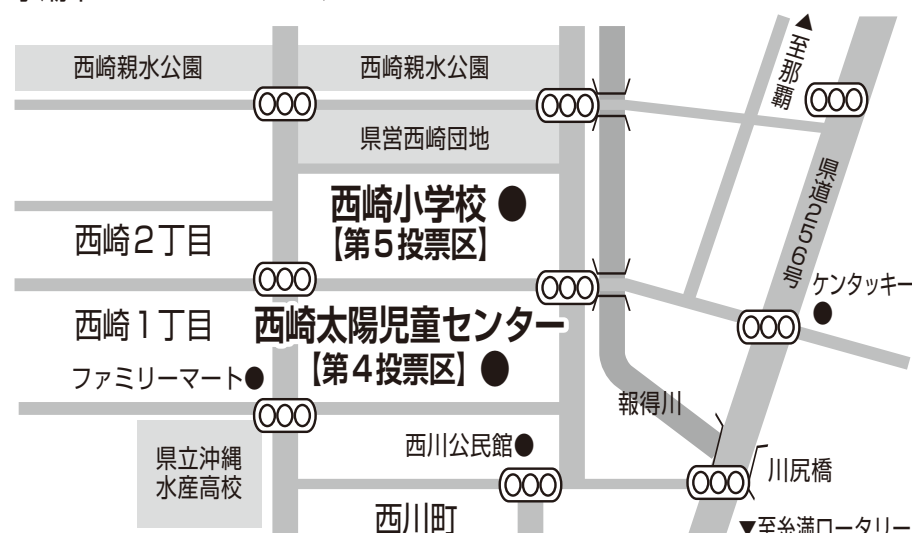 西崎親水公園
西崎親水公園
▲至那覇
県営西崎団地
西崎小学校●
【第5投票区】
県道256号
西崎2丁目
ケンタッキー
●
西崎1丁目
西崎太陽児童センター
【第4投票区】●
ファミリーマート●
報得川
西川公民館●
県立沖縄
水産高校
川尻橋
西川町
▼至糸満ロータリー